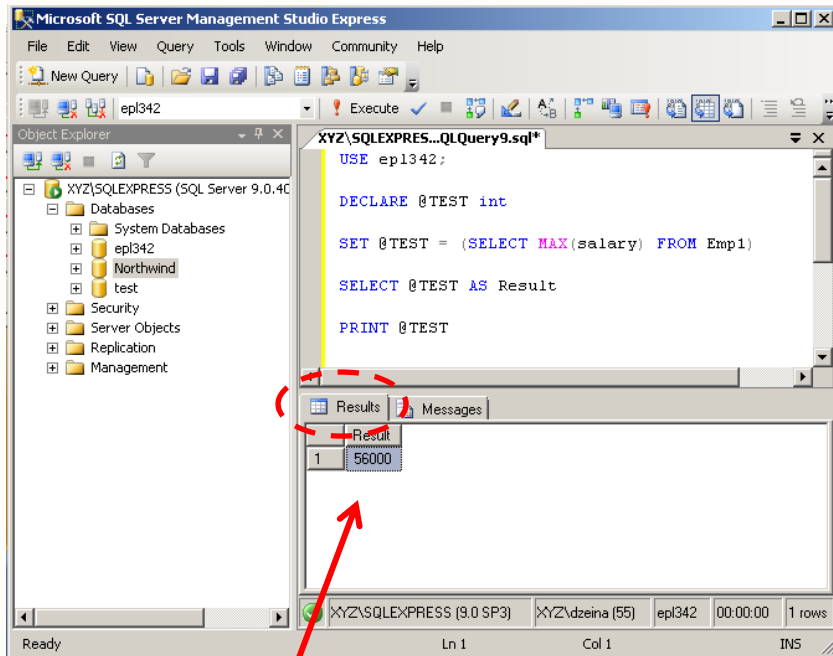 Microsoft SQL Server Management Studio Express
File Edit View Query Tools Window Community Help
New Query
epl342 Execute
Object Explorer
XYZ\SQLEXPRESS (SQL Server 9.0.40
Databases
System Databases
epl342
Northwind
test
Security
Server Objects
Replication
Management
XYZ\SQLEXPRES...QLQuery9.sql*
USE epl342;
DECLARE @TEST int
SET @TEST = (SELECT MAX(salary) FROM Emp1)
SELECT @TEST AS Result
PRINT @TEST
Results Messages
Result
1 56000
XYZ\SQLEXPRESS (9.0 SP3) XYZ\dzeina (55) epl342 00:00:00 1 rows
Ready Ln 1 Col 1 INS